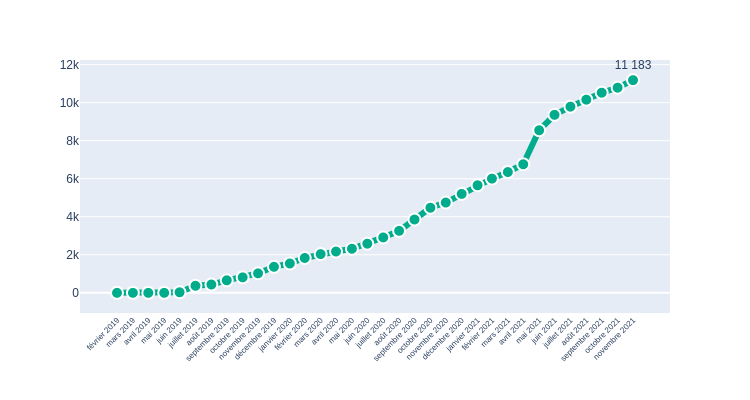 12k
11 183
10k
8k
6k
4k
2k
0
février 2019
mars 2019
avril 2019
mai 2019
juin 2019
juillet 2019
août 2019
septembre 2019
octobre 2019
novembre 2019
décembre 2019
janvier 2020
février 2020
mars 2020
avril 2020
mai 2020
juin 2020
juillet 2020
août 2020
septembre 2020
octobre 2020
novembre 2020
décembre 2020
janvier 2021
février 2021
mars 2021
avril 2021
mai 2021
juin 2021
juillet 2021
août 2021
septembre 2021
octobre 2021
novembre 2021